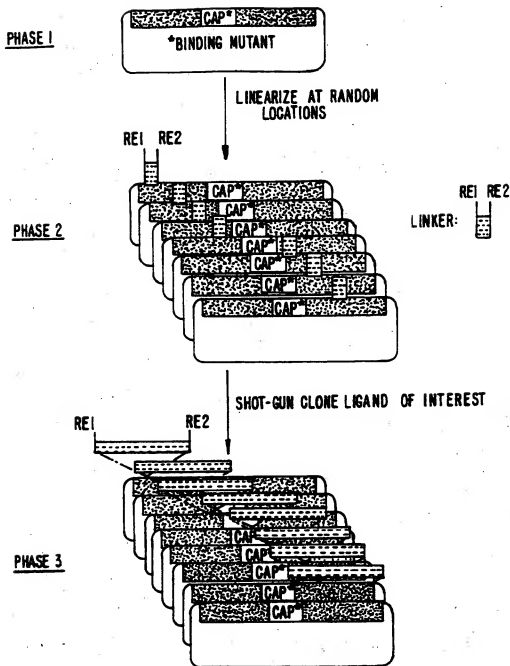 PHASE 1
CAP*
*BINDING MUTANT
LINEARIZE AT RANDOM
LOCATIONS
RE1 RE2
CAP*
CAP*
CAP*
CAP*
CAP*
CAP*
CAP*
PHASE 2
LINKER:
RE1 RE2
SHOT-GUN CLONE LIGAND OF INTEREST
RE1 RE2
CAP
CAP
CAP*
CAP*
CAP*
PHASE 3